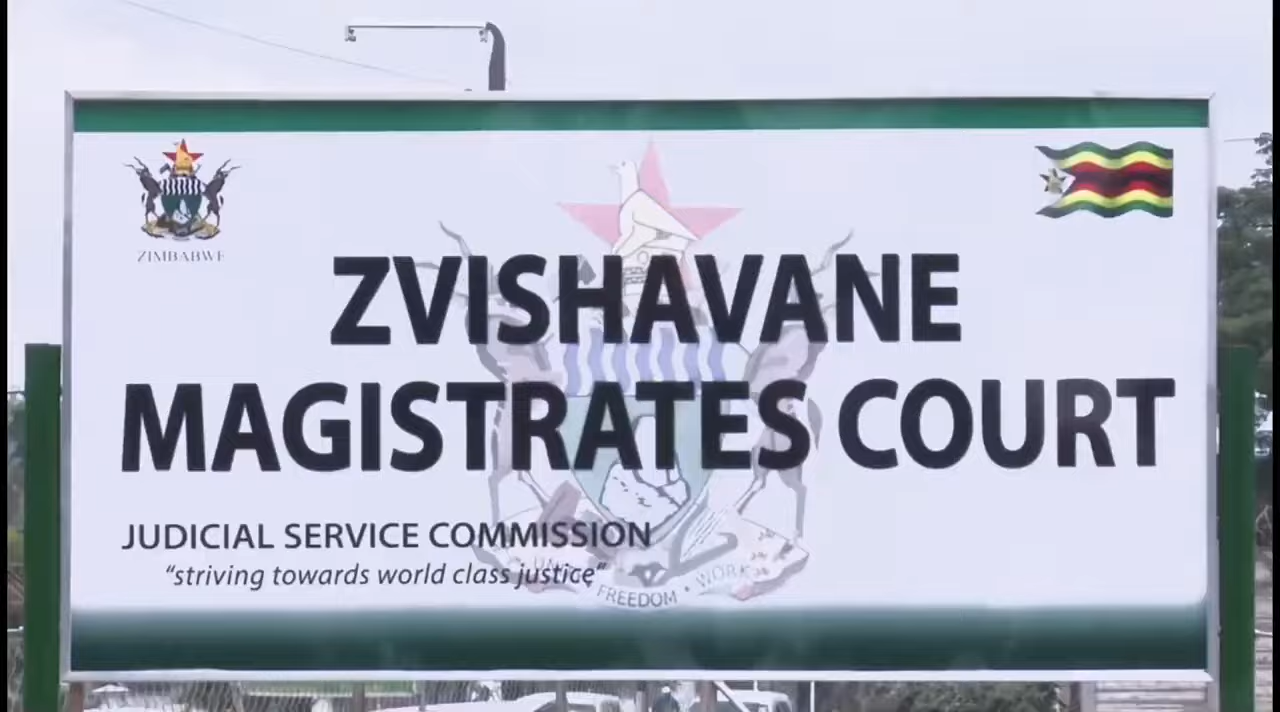 ZIMBABWE
ZVISHAVANE
MAGISTRATES COURT
JUDICIAL SERVICE COMMISSION
"striving towards world class justice"
FREEDOM • WORK